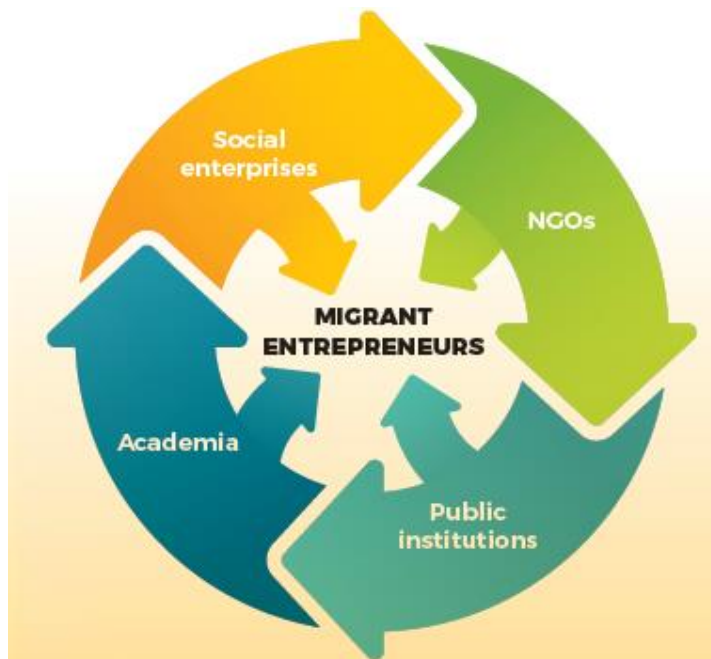 Social
enterprises
NGOs
MIGRANT
ENTREPRENEURS
Academia
Public
institutions